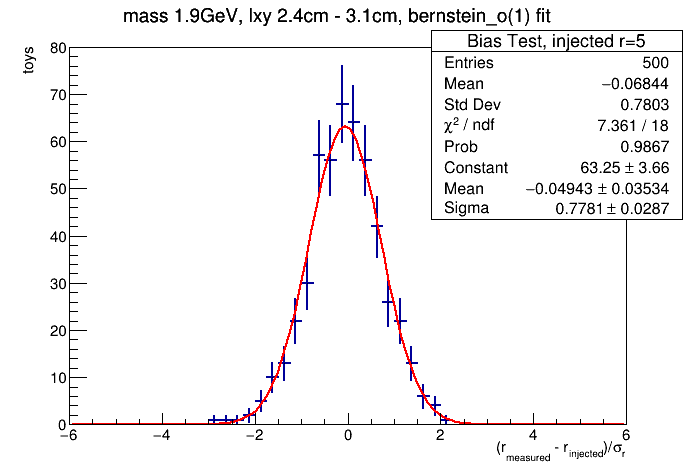 mass 1.9GeV, lxy 2.4cm - 3.1cm, bernstein_o(1) fit
Bias Test, injected r=5
Entries 500
Mean −0.06844
Std Dev 0.7803
χ² / ndf 7.361 / 18
Prob 0.9867
Constant 63.25 ± 3.66
Mean −0.04943 ± 0.03534
Sigma 0.7781 ± 0.0287
toys
80
70
60
50
40
30
20
10
0
−6 −4 −2 0 2 4 6
(r_measured - r_injected)/σ_r